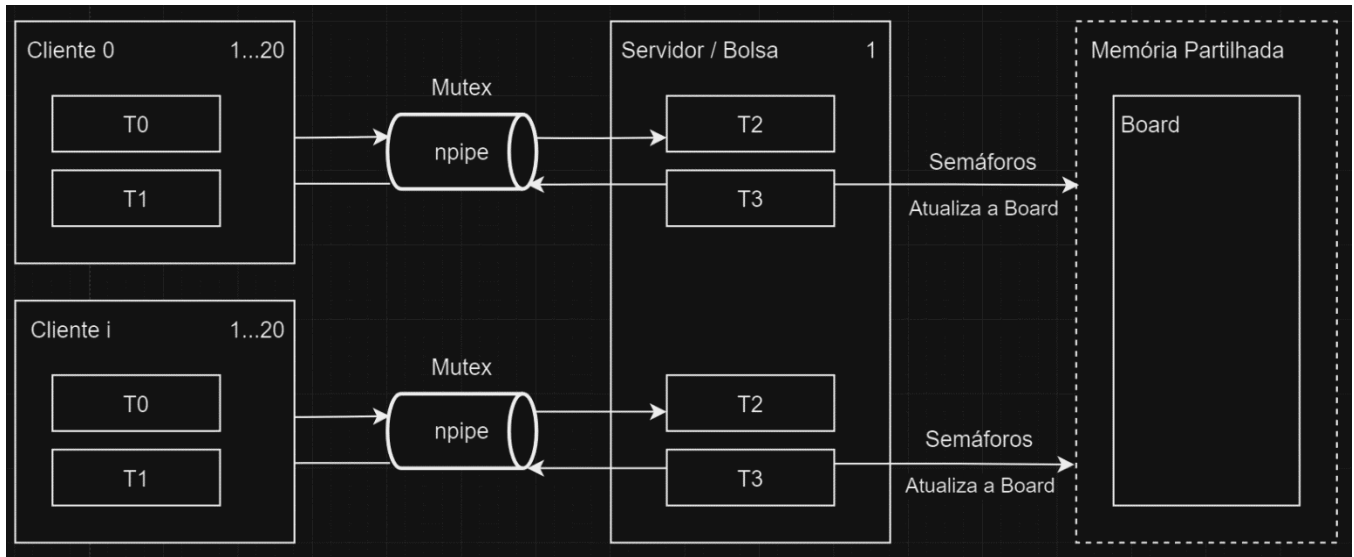 Cliente 0 1...20
T0
T1
Mutex
npipe
Servidor / Bolsa 1
T2
T3
Semáforos
Atualiza a Board
Memória Partilhada
Board
Cliente i 1...20
T0
T1
Mutex
npipe
T2
T3
Semáforos
Atualiza a Board